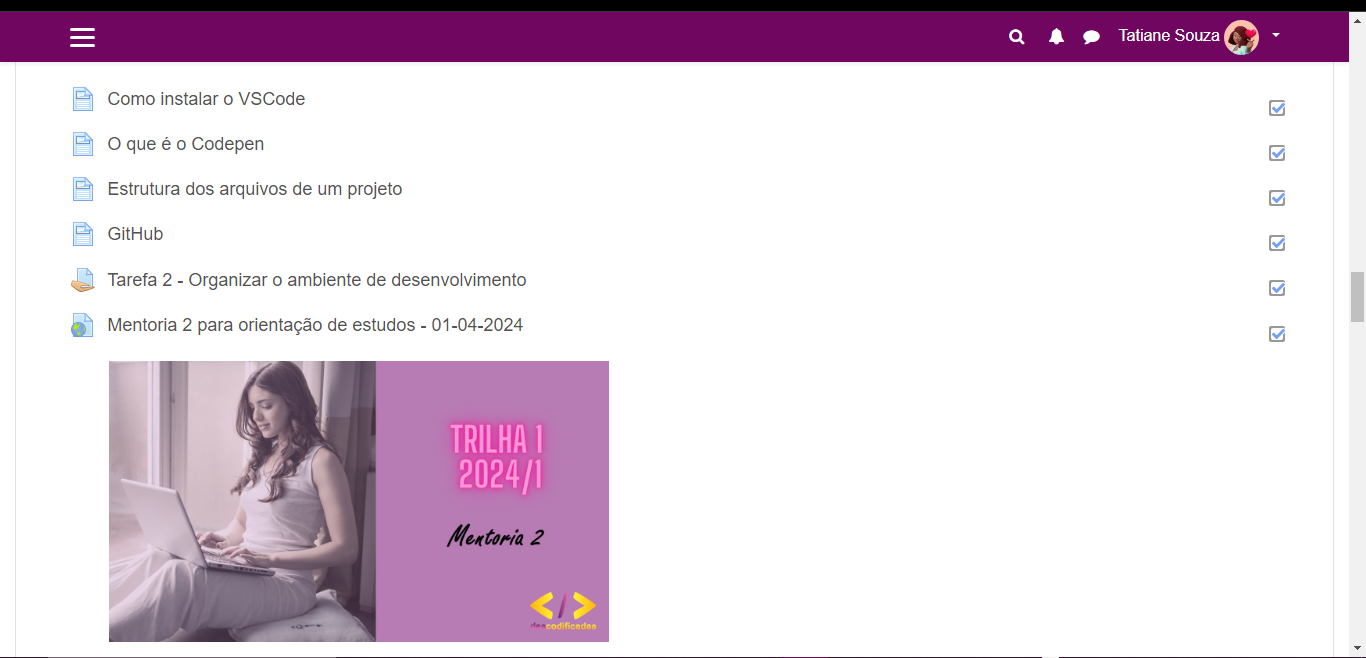 Tatiane Souza
Como instalar o VSCode
O que é o Codepen
Estrutura dos arquivos de um projeto
GitHub
Tarefa 2 - Organizar o ambiente de desenvolvimento
Mentoria 2 para orientação de estudos - 01-04-2024
TRILHA 1
2024/1
Mentoria 2
</>
descodificadas